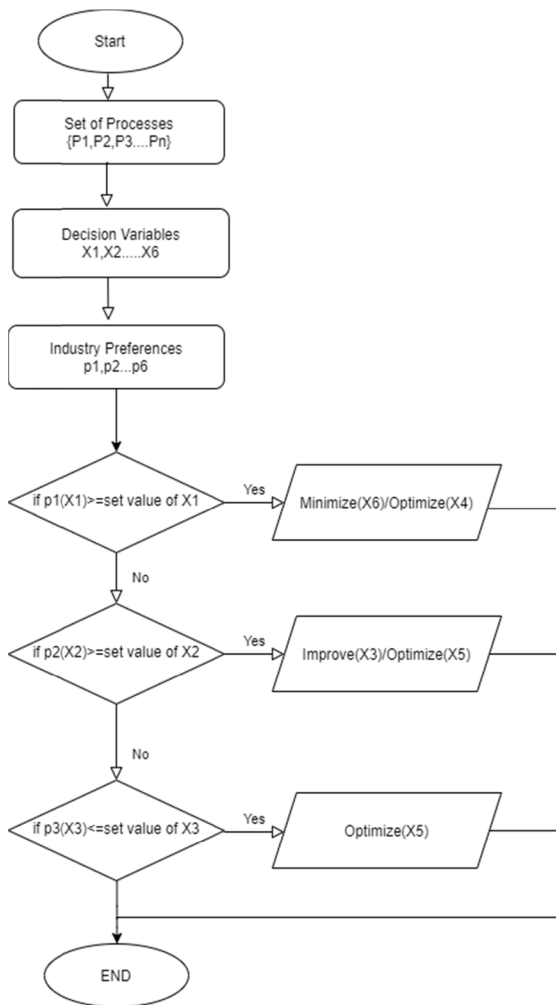 Start
Set of Processes
{P1,P2,P3....Pn}
Decision Variables
X1,X2.....X6
Industry Preferences
p1,p2...p6
if p1(X1)>=set value of X1
Yes
Minimize(X6)/Optimize(X4)
No
if p2(X2)>=set value of X2
Yes
Improve(X3)/Optimize(X5)
No
if p3(X3)<=set value of X3
Yes
Optimize(X5)
END